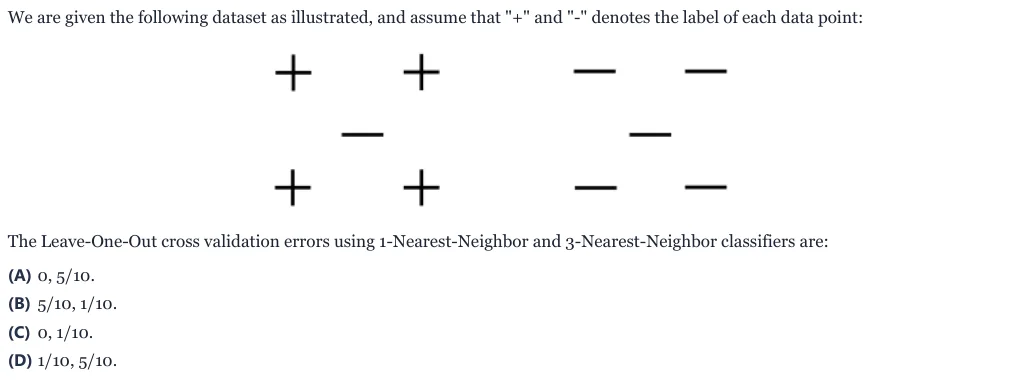 We are given the following dataset as illustrated, and assume that "+" and "-" denotes the label of each data point:
+ + — —
— —
+ + — —
The Leave-One-Out cross validation errors using 1-Nearest-Neighbor and 3-Nearest-Neighbor classifiers are:
(A) 0, 5/10.
(B) 5/10, 1/10.
(C) 0, 1/10.
(D) 1/10, 5/10.